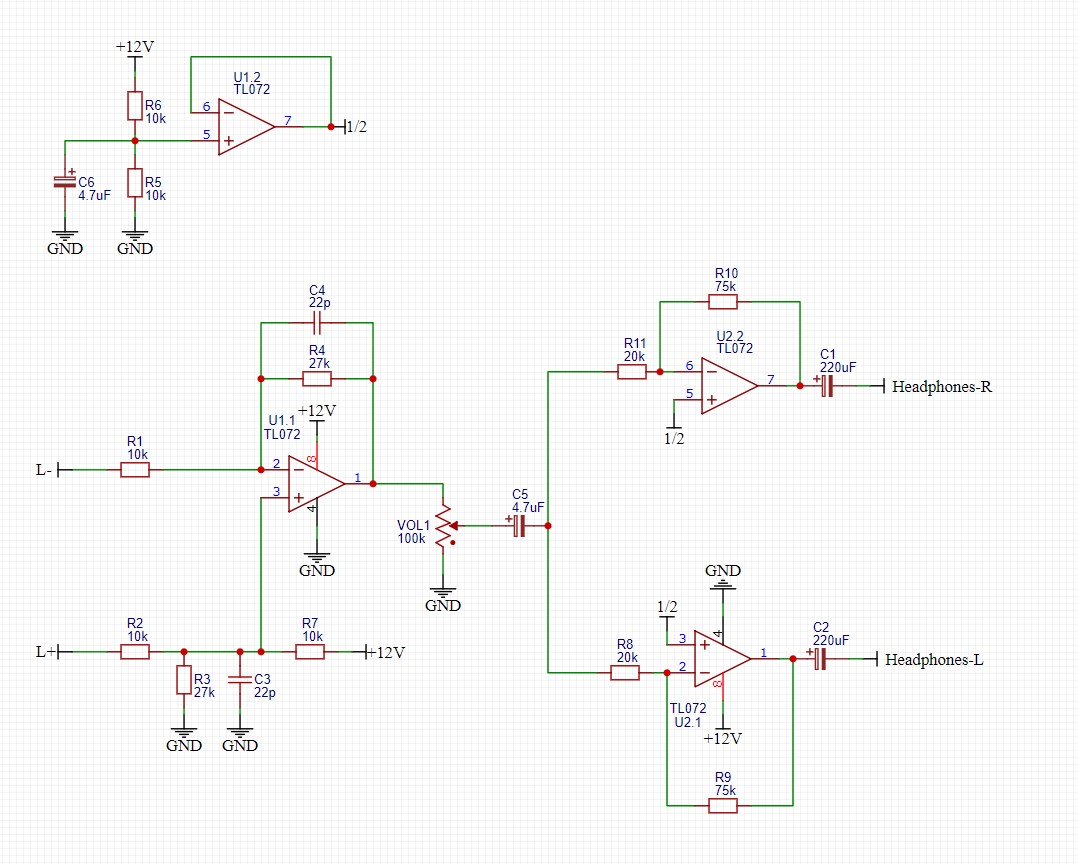 +12V
U1.2
TL072
6
7
1/2
5
R6
10k
C6
4.7uF
R5
10k
GND
GND
C4
22p
R4
27k
+12V
U1.1
TL072
8
R1
10k
L-
2
1
3
4
GND
VOL1
100k
GND
C5
4.7uF
R10
75k
R11
20k
U2.2
TL072
6
7
5
1/2
C1
220uF
Headphones-R
R2
10k
L+
R7
10k
+12V
R3
27k
C3
22p
GND
GND
GND
1/2
4
R8
20k
3
1
2
8
TL072
U2.1
+12V
C2
220uF
Headphones-L
R9
75k